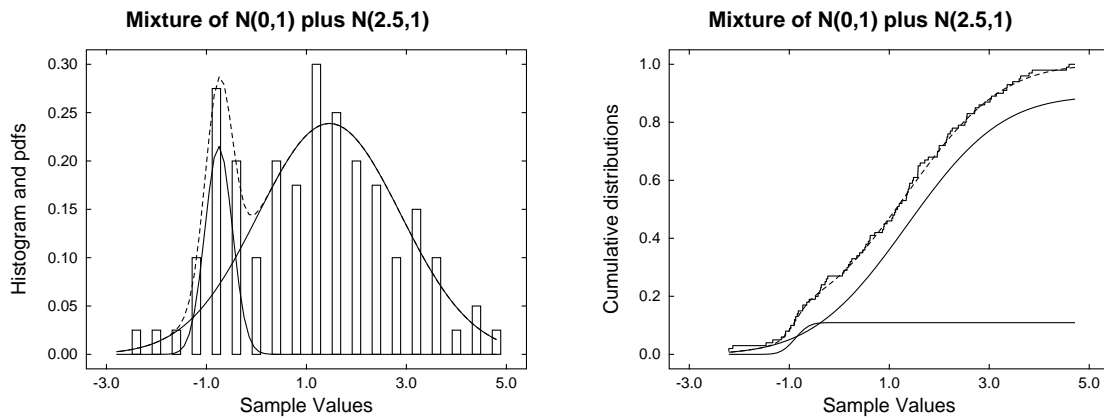 Mixture of N(0,1) plus N(2.5,1)
Histogram and pdfs
0.30
0.25
0.20
0.15
0.10
0.05
0.00
-3.0 -1.0 1.0 3.0 5.0
Sample Values
Mixture of N(0,1) plus N(2.5,1)
Cumulative distributions
1.0
0.8
0.6
0.4
0.2
0.0
-3.0 -1.0 1.0 3.0 5.0
Sample Values